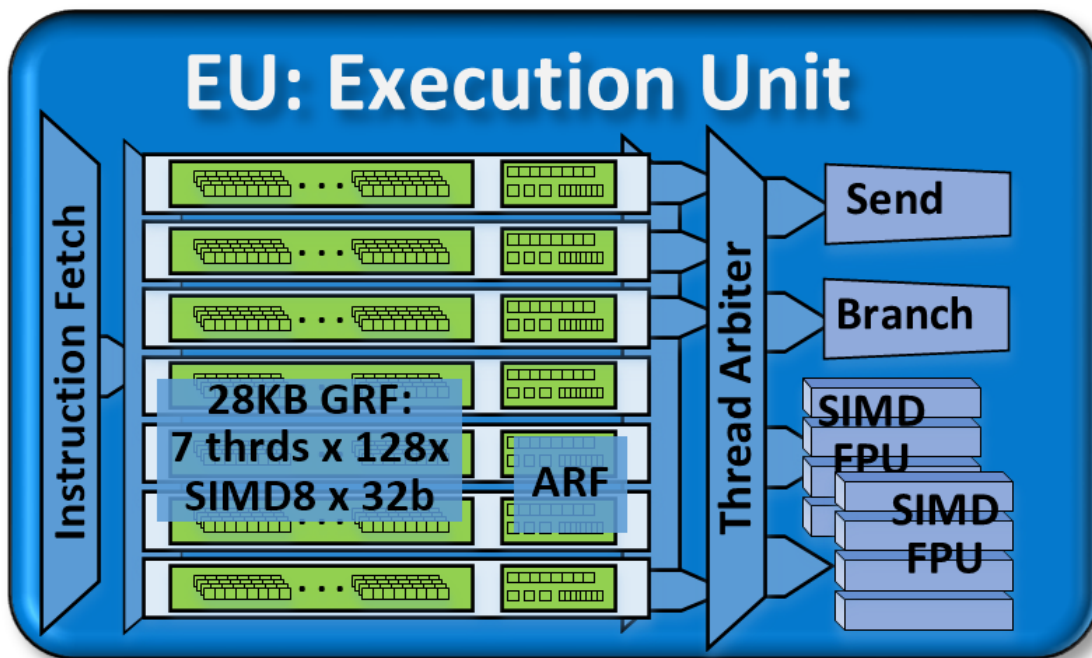 EU: Execution Unit
Instruction Fetch
28KB GRF:
7 thrds x 128x
SIMD8 x 32b
ARF
Thread Arbiter
Send
Branch
SIMD
FPU
SIMD
FPU